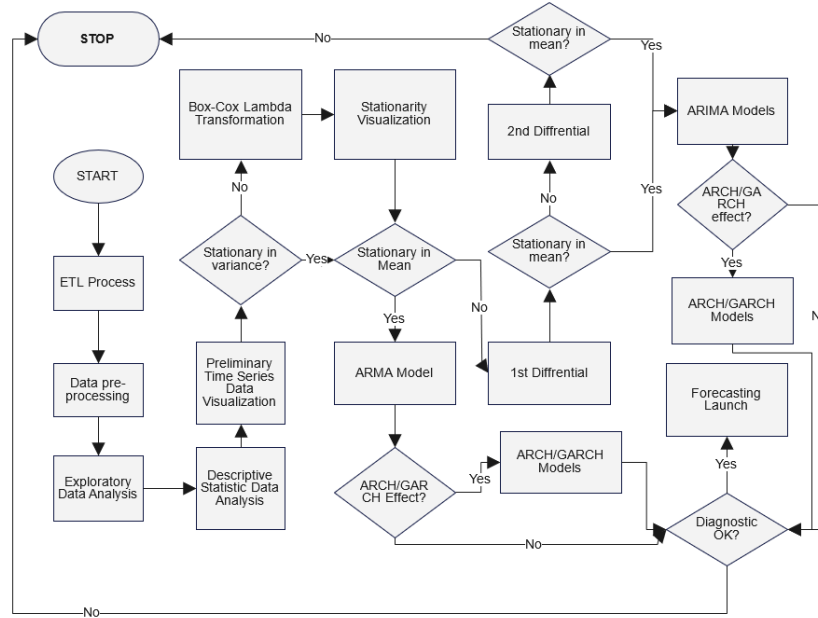 STOP
No
Stationary in
mean?
Yes
Box-Cox Lambda
Transformation
Stationarity
Visualization
2nd Diffrential
ARIMA Models
START
No
No
Yes
ARCH/GA
RCH
effect?
Stationary in
variance?
Yes
Stationary in
Mean
Stationary in
mean?
Yes
ETL Process
No
Yes
ARCH/GARCH
Models
N
Data pre-
processing
Preliminary
Time Series
Data
Visualization
ARMA Model
1st Diffrential
Forecasting
Launch
Exploratory
Data Analysis
Descriptive
Statistic Data
Analysis
ARCH/GAR
CH Effect?
Yes
ARCH/GARCH
Models
Yes
Diagnostic
OK?
No
No